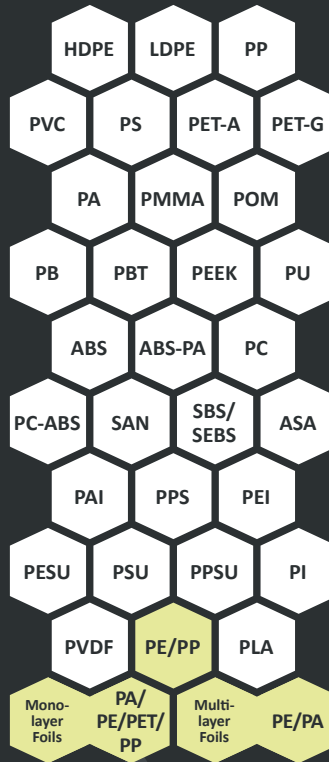 HDPE LDPE PP
PVC PS PET-A PET-G
PA PMMA POM
PB PBT PEEK PU
ABS ABS-PA PC
PC-ABS SAN SBS/
SEBS ASA
PAI PPS PEI
PESU PSU PPSU PI
PVDF PE/PP PLA
Mono-
layer
Foils
PA/
PE/PET/
PP
Multi-
layer
Foils
PE/PA